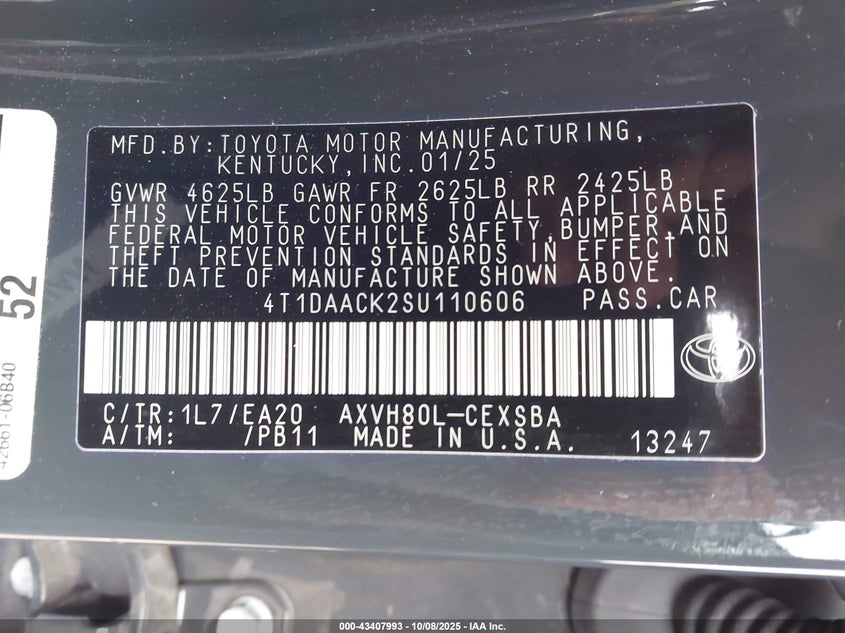 MFD.BY:TOYOTA MOTOR MANUFACTURING,
KENTUCKY,INC.01/25
GVWR 4625LB GAWR FR 2625LB RR 2425LB
THIS VEHICLE CONFORMS TO ALL APPLICABLE
FEDERAL MOTOR VEHICLE SAFETY,BUMPER,AND
THEFT PREVENTION STANDARDS IN EFFECT ON
THE DATE OF MANUFACTURE SHOWN ABOVE.
4T1DAACK2SU110606 PASS.CAR
C/TR:1L7/EA20 AXVH80L-CEXSBA
A/TM: /PB11 MADE IN U.S.A. 13247
52
42661-06B40
000-43407993 - 10/08/2025 - IAA Inc.